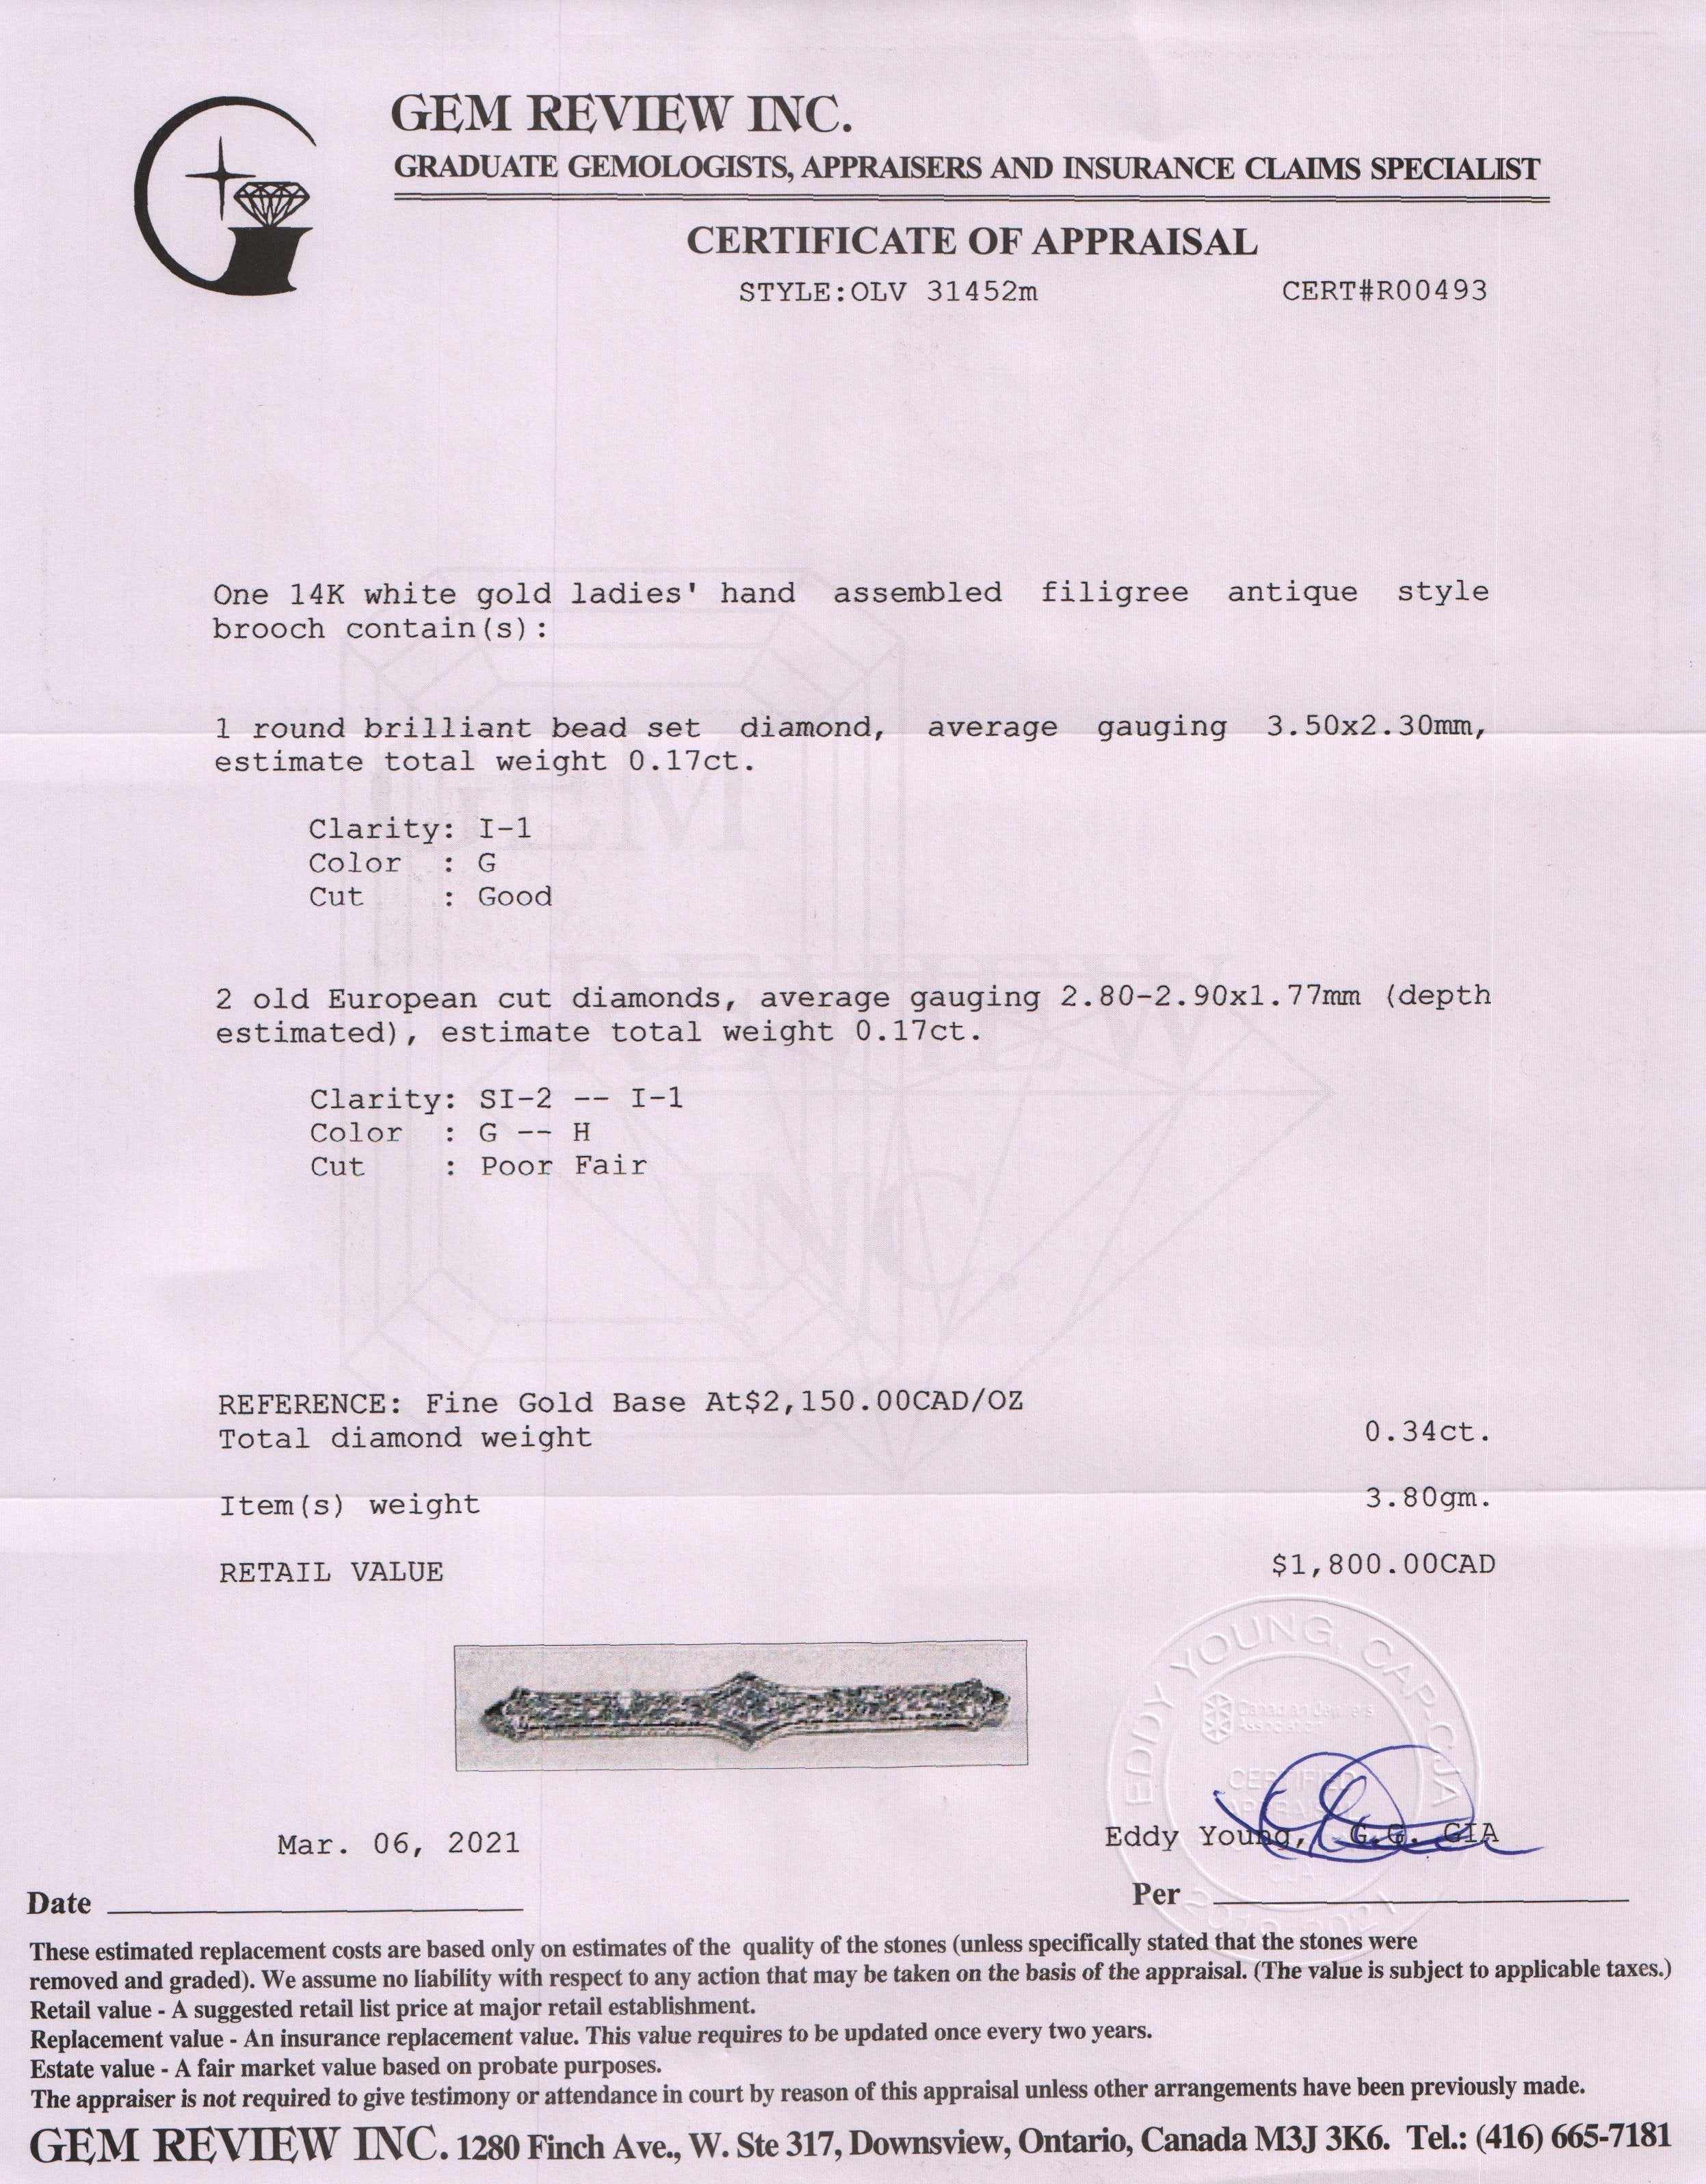 GEM REVIEW INC.
GRADUATE GEMOLOGISTS, APPRAISERS AND INSURANCE CLAIMS SPECIALIST
CERTIFICATE OF APPRAISAL
STYLE:OLV 31452m CERT#R00493
One 14K white gold ladies' hand assembled filigree antique style
brooch contain(s):
1 round brilliant bead set diamond, average gauging 3.50x2.30mm,
estimate total weight 0.17ct.
Clarity: I-1
Color : G
Cut : Good
2 old European cut diamonds, average gauging 2.80-2.90x1.77mm (depth
estimated), estimate total weight 0.17ct.
Clarity: SI-2 -- I-1
Color : G -- H
Cut : Poor Fair
GEM
REVIEW
INC.
REFERENCE: Fine Gold Base At$2,150.00CAD/OZ
Total diamond weight 0.34ct.
Item(s) weight 3.80gm.
RETAIL VALUE $1,800.00CAD
EDDY YOUNG, CAP-CJA
Canadian Jewellers
Association
CERTIFIED
Mar. 06, 2021
Eddy Young, G.G. GIA
Date
Per
These estimated replacement costs are based only on estimates of the quality of the stones (unless specifically stated that the stones were
removed and graded). We assume no liability with respect to any action that may be taken on the basis of the appraisal. (The value is subject to applicable taxes.)
Retail value - A suggested retail list price at major retail establishment.
Replacement value - An insurance replacement value. This value requires to be updated once every two years.
Estate value - A fair market value based on probate purposes.
The appraiser is not required to give testimony or attendance in court by reason of this appraisal unless other arrangements have been previously made.
GEM REVIEW INC. 1280 Finch Ave., W. Ste 317, Downsview, Ontario, Canada M3J 3K6. Tel.: (416) 665-7181